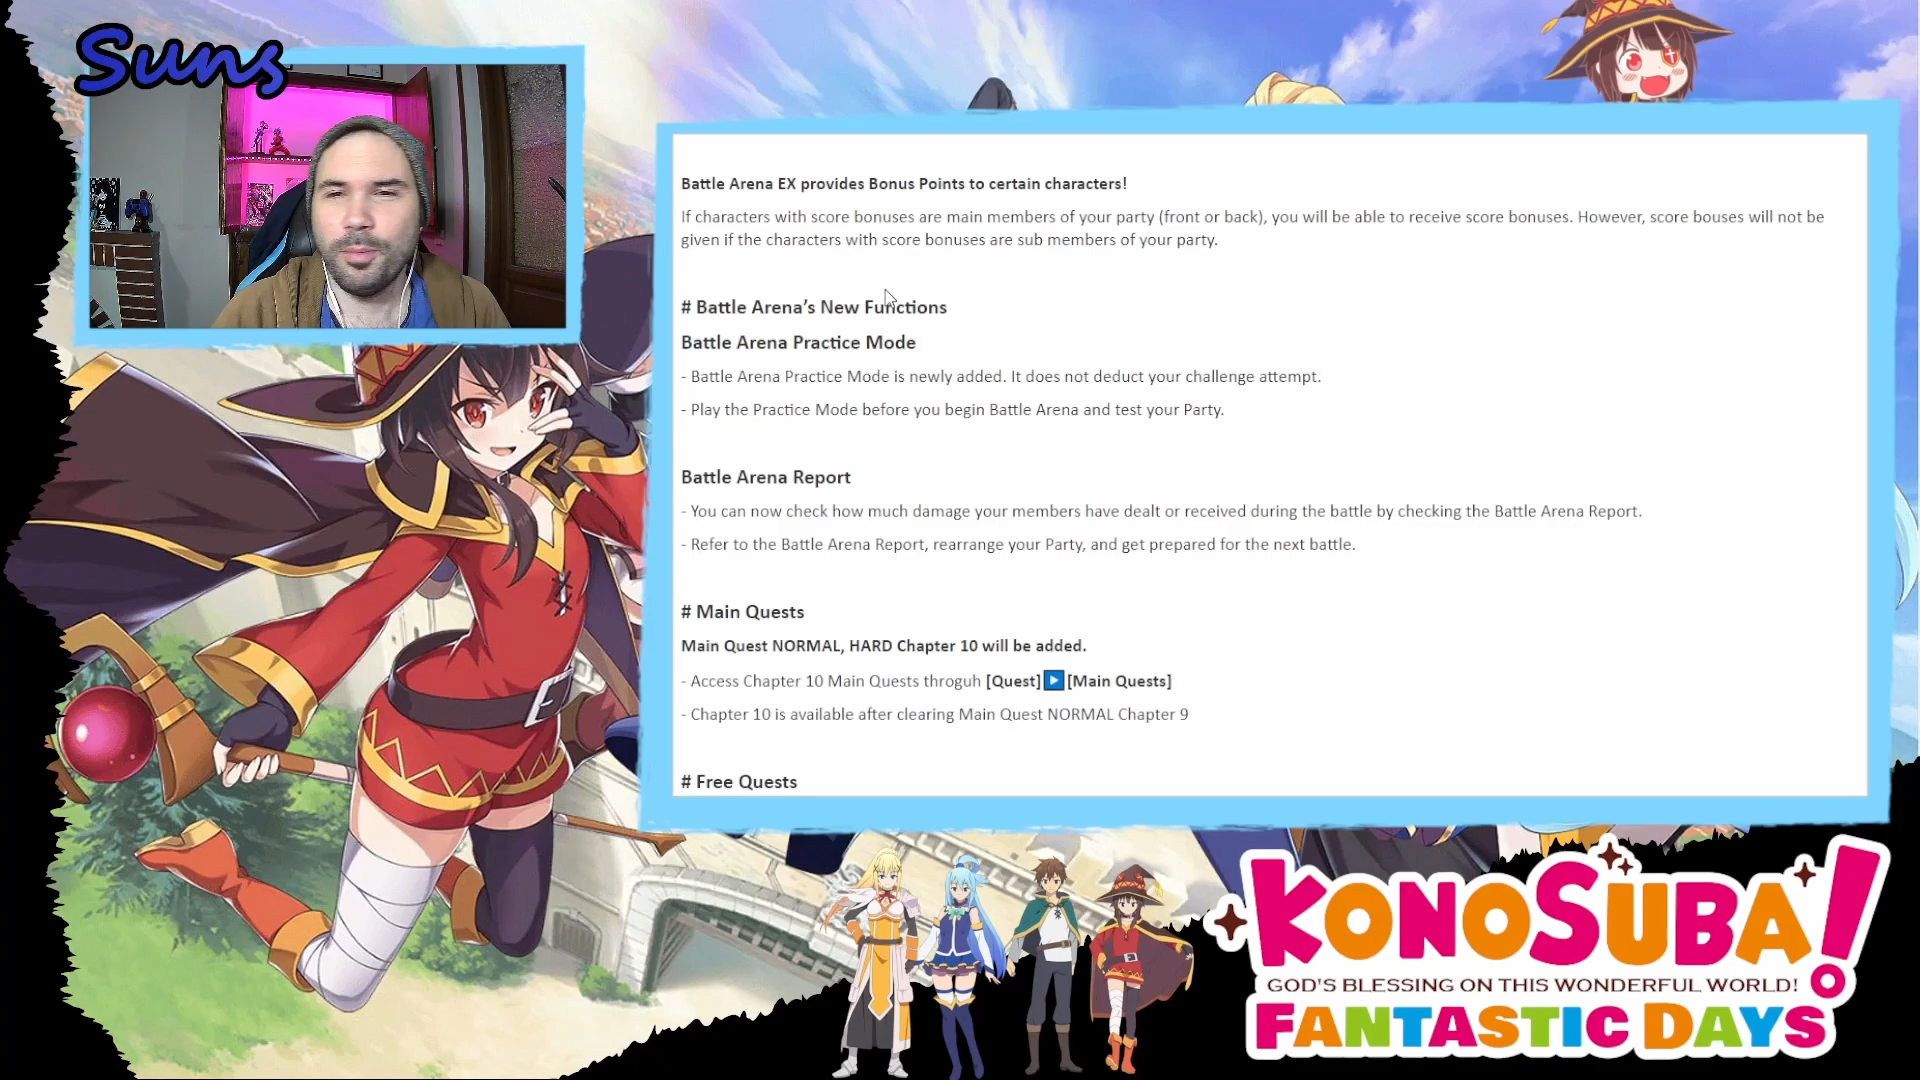 Suns
Battle Arena EX provides Bonus Points to certain characters!
If characters with score bonuses are main members of your party (front or back), you will be able to receive score bonuses. However, score bouses will not be
given if the characters with score bonuses are sub members of your party.
# Battle Arena’s New Functions
Battle Arena Practice Mode
- Battle Arena Practice Mode is newly added. It does not deduct your challenge attempt.
- Play the Practice Mode before you begin Battle Arena and test your Party.
Battle Arena Report
- You can now check how much damage your members have dealt or received during the battle by checking the Battle Arena Report.
- Refer to the Battle Arena Report, rearrange your Party, and get prepared for the next battle.
# Main Quests
Main Quest NORMAL, HARD Chapter 10 will be added.
- Access Chapter 10 Main Quests throguh [Quest]▶[Main Quests]
- Chapter 10 is available after clearing Main Quest NORMAL Chapter 9
# Free Quests
KONOSUBA!
GOD'S BLESSING ON THIS WONDERFUL WORLD!
FANTASTIC DAYS